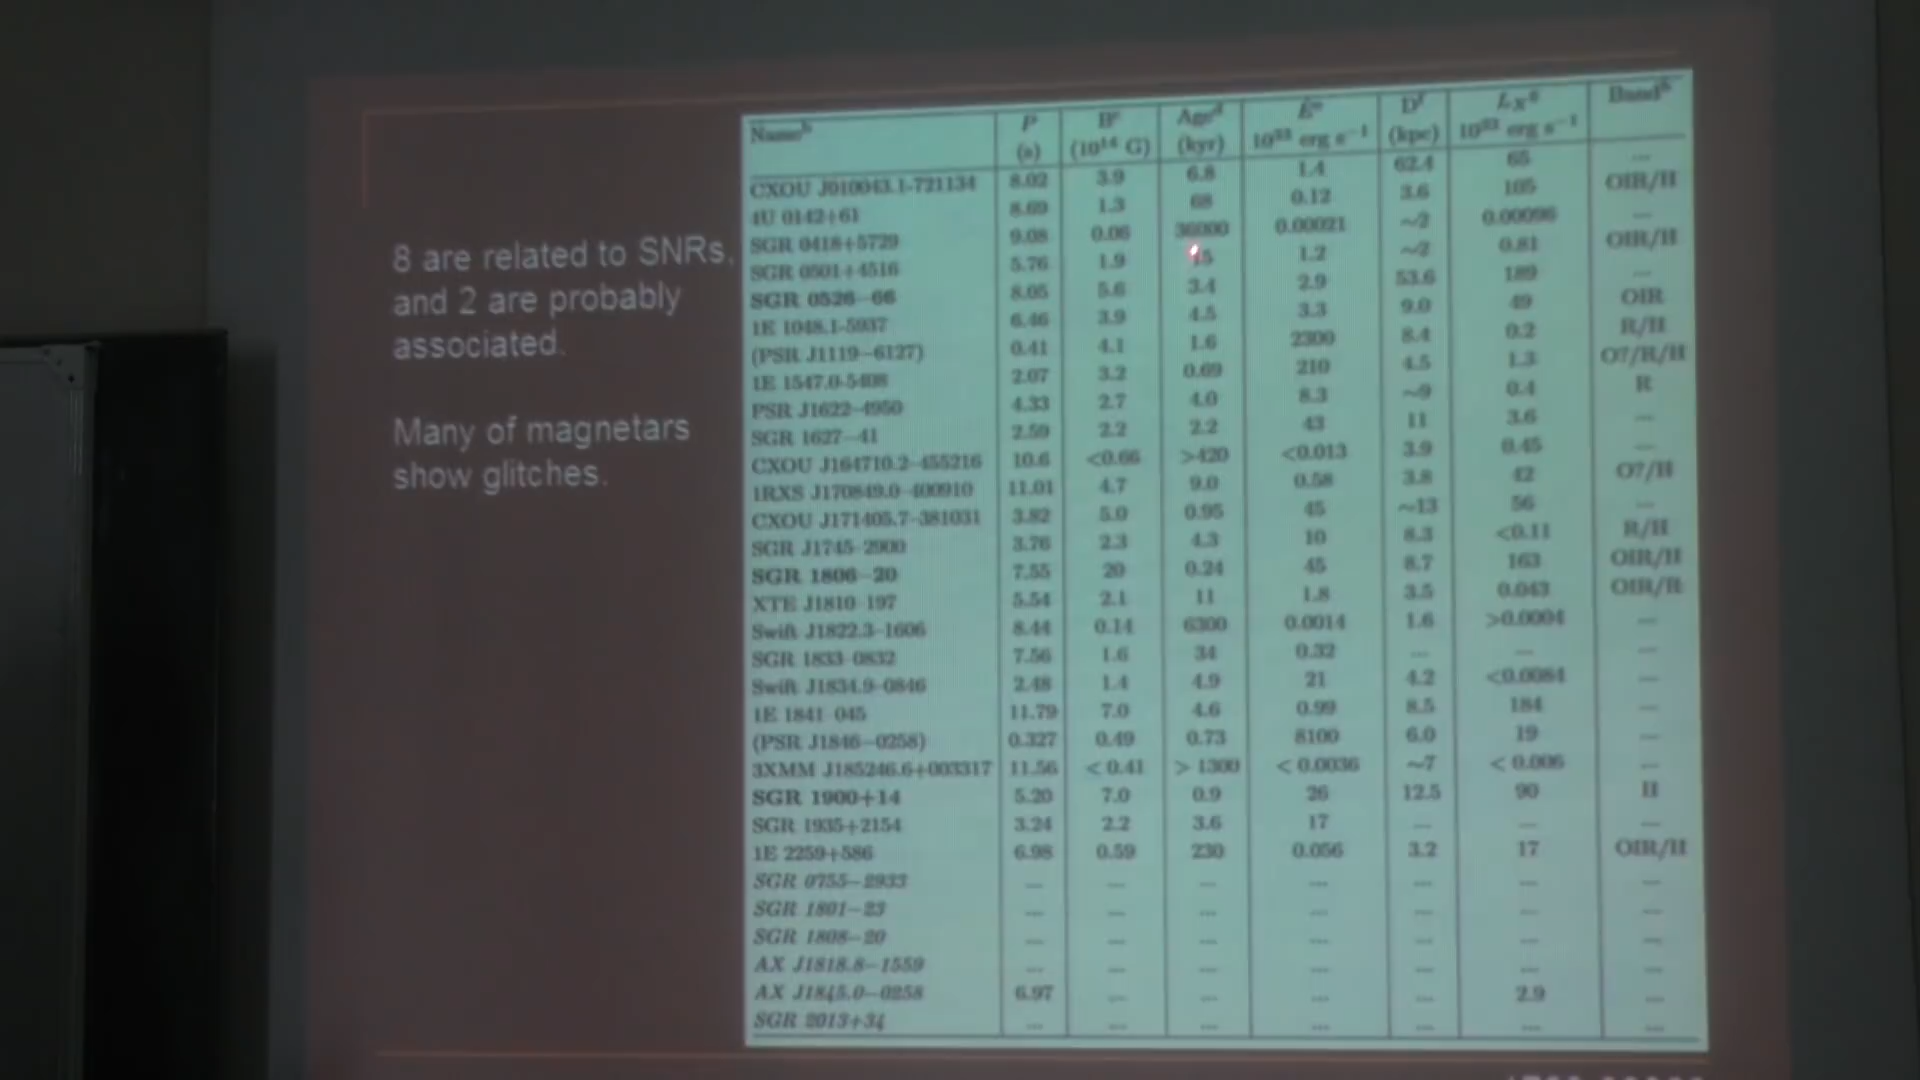 8 are related to SNRs,
and 2 are probably
associated.
Many of magnetars
show glitches.
Nameᵇ P Bᶜ Ageᵈ Ėᵉ Dᶠ L_Xᵍ Bandʰ
(s) (10¹⁴ G) (kyr) 10³³ erg s⁻¹ (kpc) 10³³ erg s⁻¹
CXOU J010043.1-721134 8.02 3.9 6.8 1.4 62.4 65 ...
4U 0142+61 8.69 1.3 68 0.12 3.6 105 OIR/H
SGR 0418+5729 9.08 0.06 36000 0.00021 ~2 0.00096 ...
SGR 0501+4516 5.76 1.9 15 1.2 ~2 0.81 OIR/H
SGR 0526−66 8.05 5.6 3.4 2.9 53.6 189 ...
1E 1048.1-5937 6.46 3.9 4.5 3.3 9.0 49 OIR
(PSR J1119−6127) 0.41 4.1 1.6 2300 8.4 0.2 R/H
1E 1547.0-5408 2.07 3.2 0.69 210 4.5 1.3 O?/R/H
PSR J1622−4950 4.33 2.7 4.0 8.3 ~9 0.4 R
SGR 1627−41 2.59 2.2 2.2 43 11 3.6 ...
CXOU J164710.2−455216 10.6 <0.66 >420 <0.013 3.9 0.45 ...
1RXS J170849.0−400910 11.01 4.7 9.0 0.58 3.8 42 O?/H
CXOU J171405.7−381031 3.82 5.0 0.95 45 ~13 56 ...
SGR J1745−2900 3.76 2.3 4.3 10 8.3 <0.11 R/H
SGR 1806−20 7.55 20 0.24 45 8.7 163 OIR/H
XTE J1810−197 5.54 2.1 11 1.8 3.5 0.043 OIR/R
Swift J1822.3−1606 8.44 0.14 6300 0.0014 1.6 >0.0004 ...
SGR 1833−0832 7.56 1.6 34 0.32 ... ... ...
Swift J1834.9−0846 2.48 1.4 4.9 21 4.2 <0.0084 ...
1E 1841−045 11.79 7.0 4.6 0.99 8.5 184 ...
(PSR J1846−0258) 0.327 0.49 0.73 8100 6.0 19 ...
3XMM J185246.6+003317 11.56 < 0.41 > 1300 < 0.0036 ~7 < 0.006 ...
SGR 1900+14 5.20 7.0 0.9 26 12.5 90 H
SGR 1935+2154 3.24 2.2 3.6 17 ... ... ...
1E 2259+586 6.98 0.59 230 0.056 3.2 17 OIR/H
SGR 0755−2933 ... ... ... ... ... ... ...
SGR 1801−23 ... ... ... ... ... ... ...
SGR 1808−20 ... ... ... ... ... ... ...
AX J1818.8−1559 ... ... ... ... ... ... ...
AX J1845.0−0258 6.97 ... ... ... ... 2.9 ...
SGR 2013+34 ... ... ... ... ... ... ...